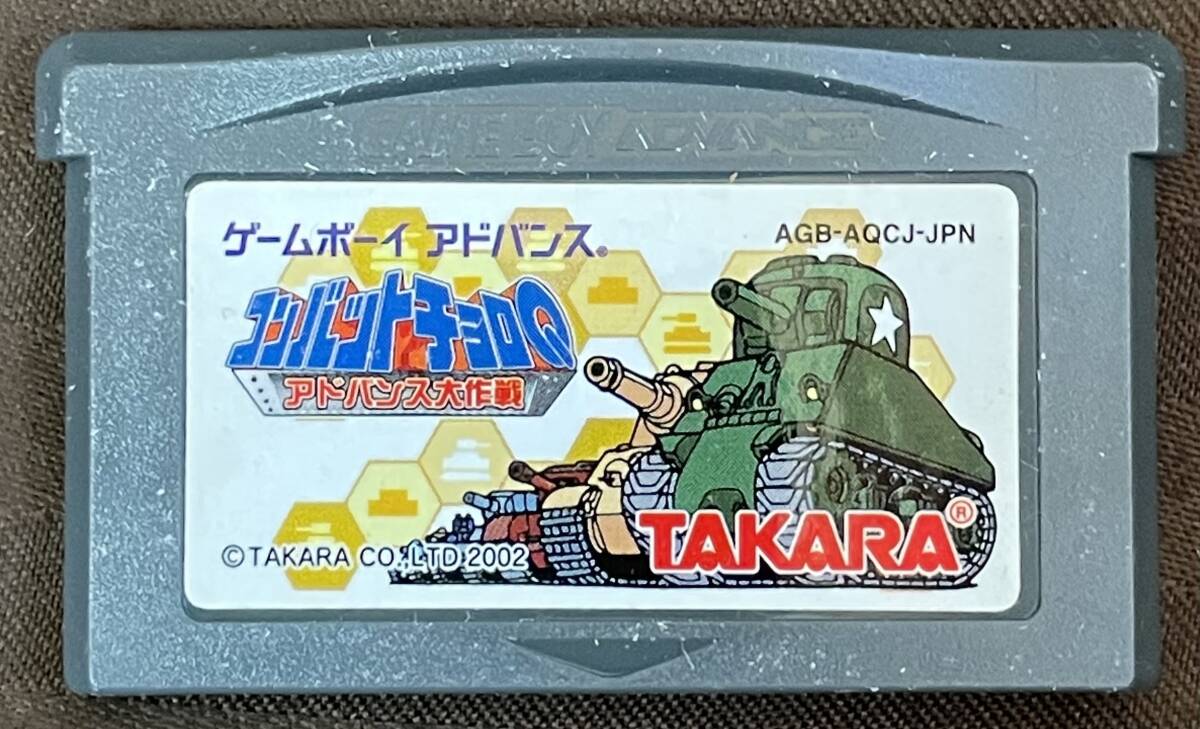 GAME BOY ADVANCE
ゲームボーイ アドバンス®
AGB-AQCJ-JPN
コンバットチョロQ
アドバンス大作戦
©TAKARA CO.,LTD.2002
TAKARA®